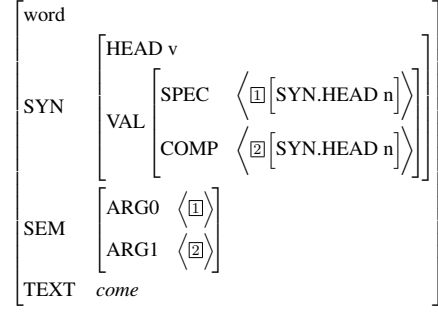 word
HEAD v
SPEC ⟨1[SYN.HEAD n]⟩
SYN VAL
COMP ⟨2[SYN.HEAD n]⟩
ARG0 ⟨1⟩
SEM
ARG1 ⟨2⟩
TEXT come